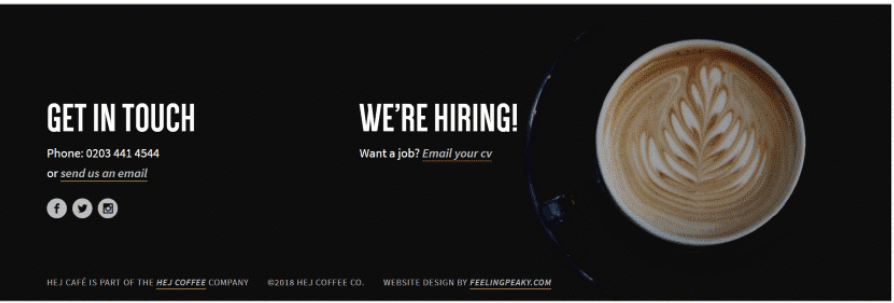 GET IN TOUCH
Phone: 0203 441 4544
or send us an email
WE'RE HIRING!
Want a job? Email your cv
HEJ CAFÉ IS PART OF THE HEJ COFFEE COMPANY ©2018 HEJ COFFEE CO. WEBSITE DESIGN BY FEELINGPEAKY.COM